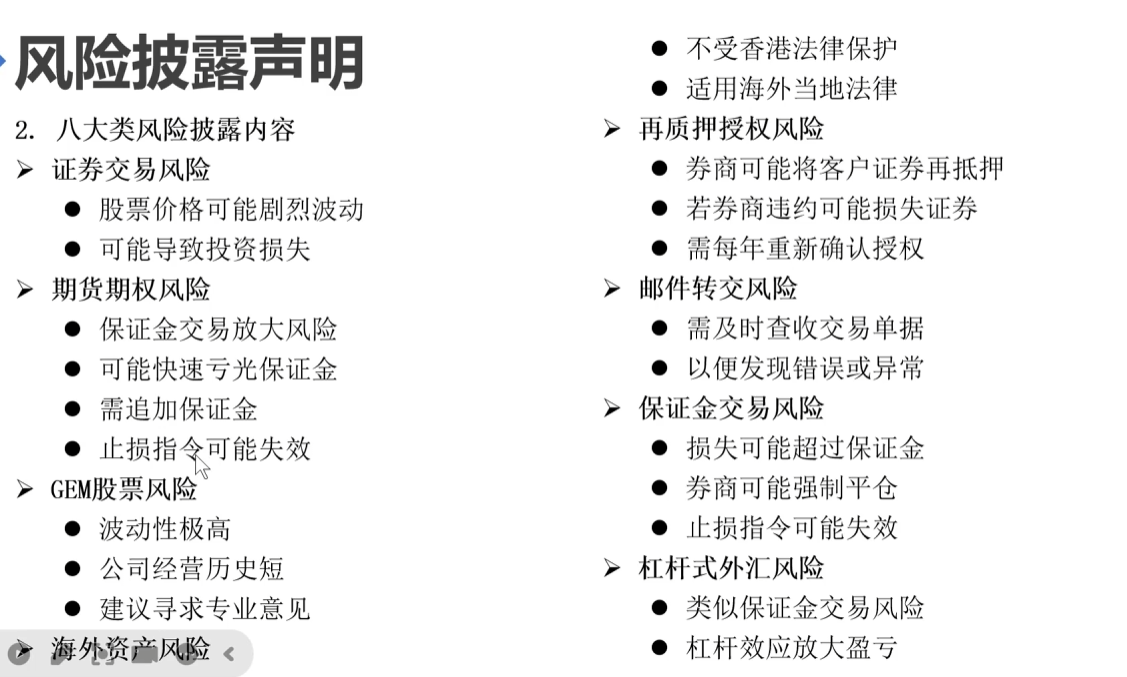 风险披露声明
2. 八大类风险披露内容
➢ 证券交易风险
● 股票价格可能剧烈波动
● 可能导致投资损失
➢ 期货期权风险
● 保证金交易放大风险
● 可能快速亏光保证金
● 需追加保证金
● 止损指令可能失效
➢ GEM股票风险
● 波动性极高
● 公司经营历史短
● 建议寻求专业意见
➢ 海外资产风险
● 不受香港法律保护
● 适用海外当地法律
➢ 再质押授权风险
● 券商可能将客户证券再抵押
● 若券商违约可能损失证券
● 需每年重新确认授权
➢ 邮件转交风险
● 需及时查收交易单据
● 以便发现错误或异常
➢ 保证金交易风险
● 损失可能超过保证金
● 券商可能强制平仓
● 止损指令可能失效
➢ 杠杆式外汇风险
● 类似保证金交易风险
● 杠杆效应放大盈亏